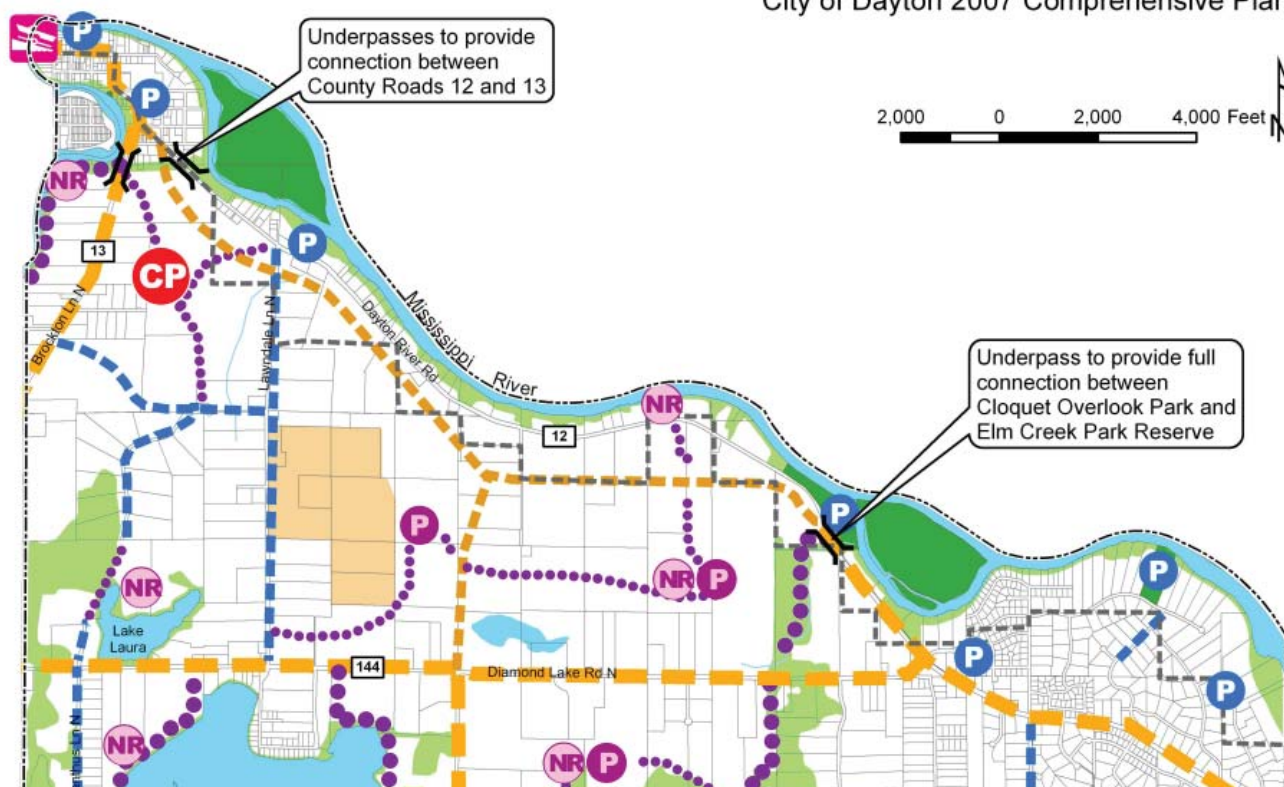 City of Dayton 2007 Comprehensive Plan
P
Underpasses to provide
connection between
County Roads 12 and 13
P
2,000
0
2,000
4,000 Feet
N
NR
13
CP
P
Brockton Ln N
Lawndale Ln N
Dayton River Rd
Mississippi
River
Underpass to provide full
connection between
Cloquet Overlook Park and
Elm Creek Park Reserve
NR
12
P
P
NR
NR
P
P
Lake
Laura
P
144
Diamond Lake Rd N
P
NR
NR
P